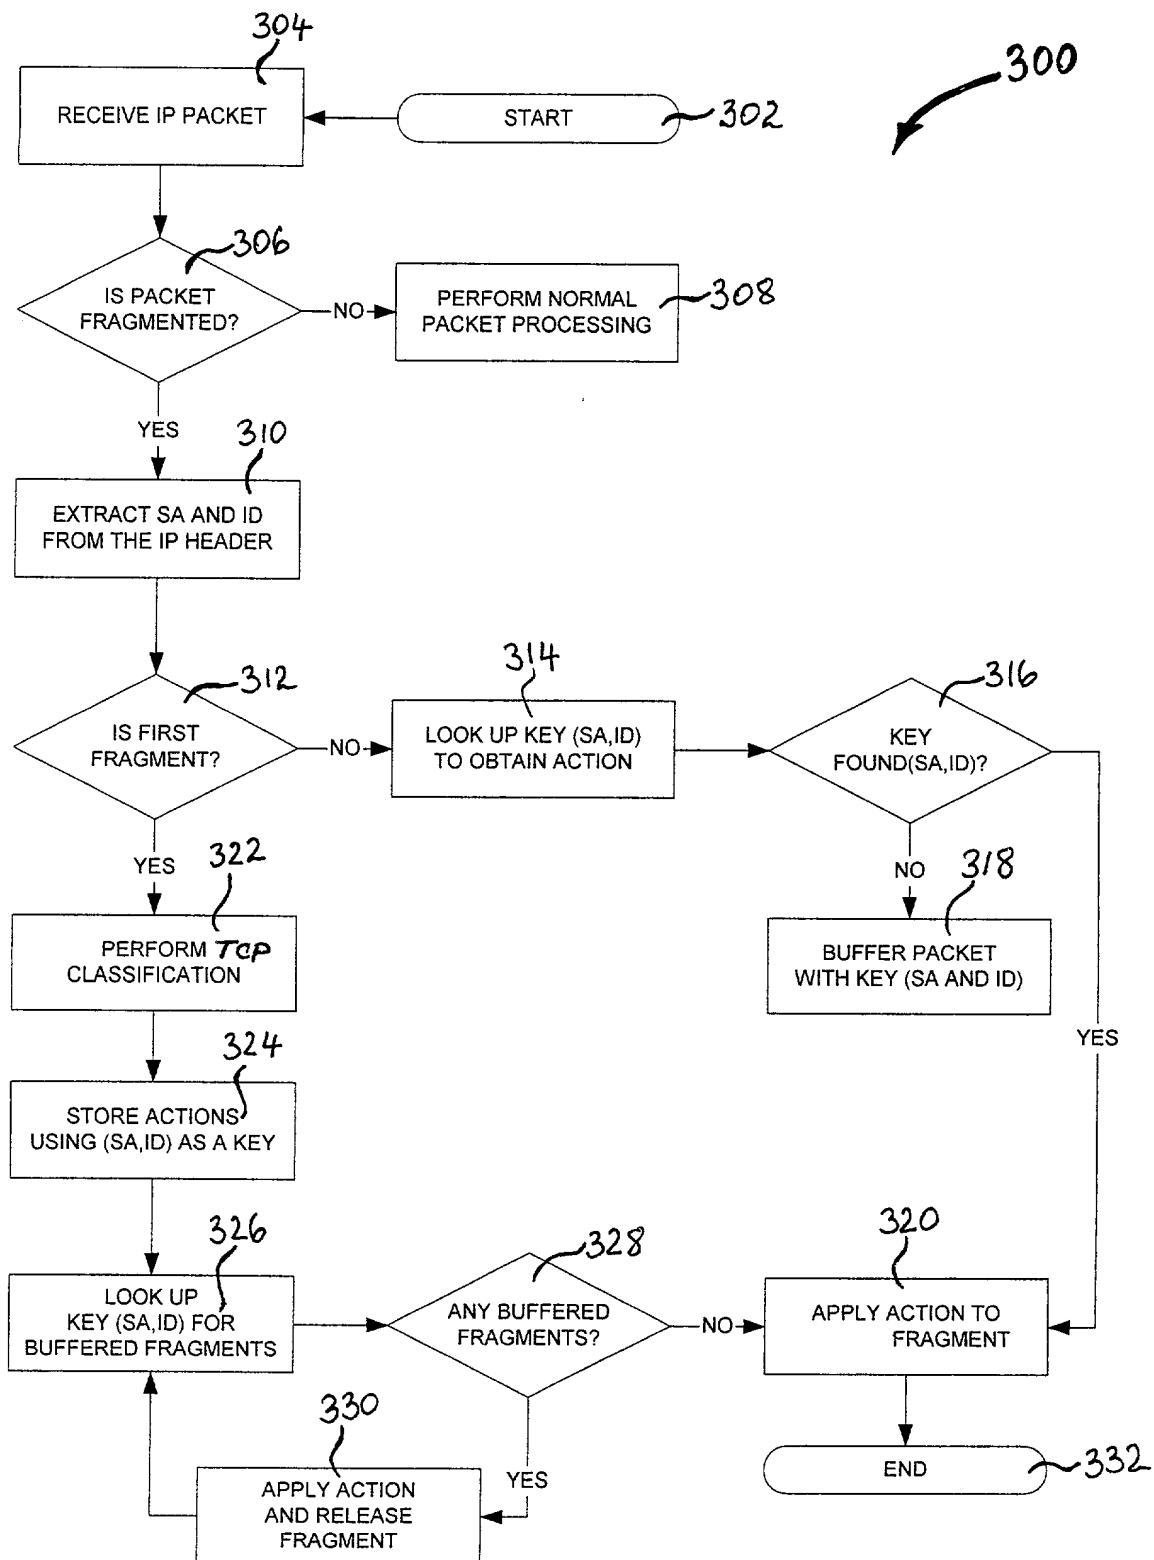 304
300
RECEIVE IP PACKET
START
302
306
IS PACKET
FRAGMENTED?
NO
PERFORM NORMAL
PACKET PROCESSING
308
YES
310
EXTRACT SA AND ID
FROM THE IP HEADER
312
IS FIRST
FRAGMENT?
NO
314
LOOK UP KEY (SA,ID)
TO OBTAIN ACTION
316
KEY
FOUND(SA,ID)?
YES
322
NO
318
PERFORM TCP
CLASSIFICATION
BUFFER PACKET
WITH KEY (SA AND ID)
YES
324
STORE ACTIONS
USING (SA,ID) AS A KEY
326
LOOK UP
KEY (SA,ID) FOR
BUFFERED FRAGMENTS
328
ANY BUFFERED
FRAGMENTS?
NO
320
APPLY ACTION TO
FRAGMENT
330
YES
APPLY ACTION
AND RELEASE
FRAGMENT
END
332